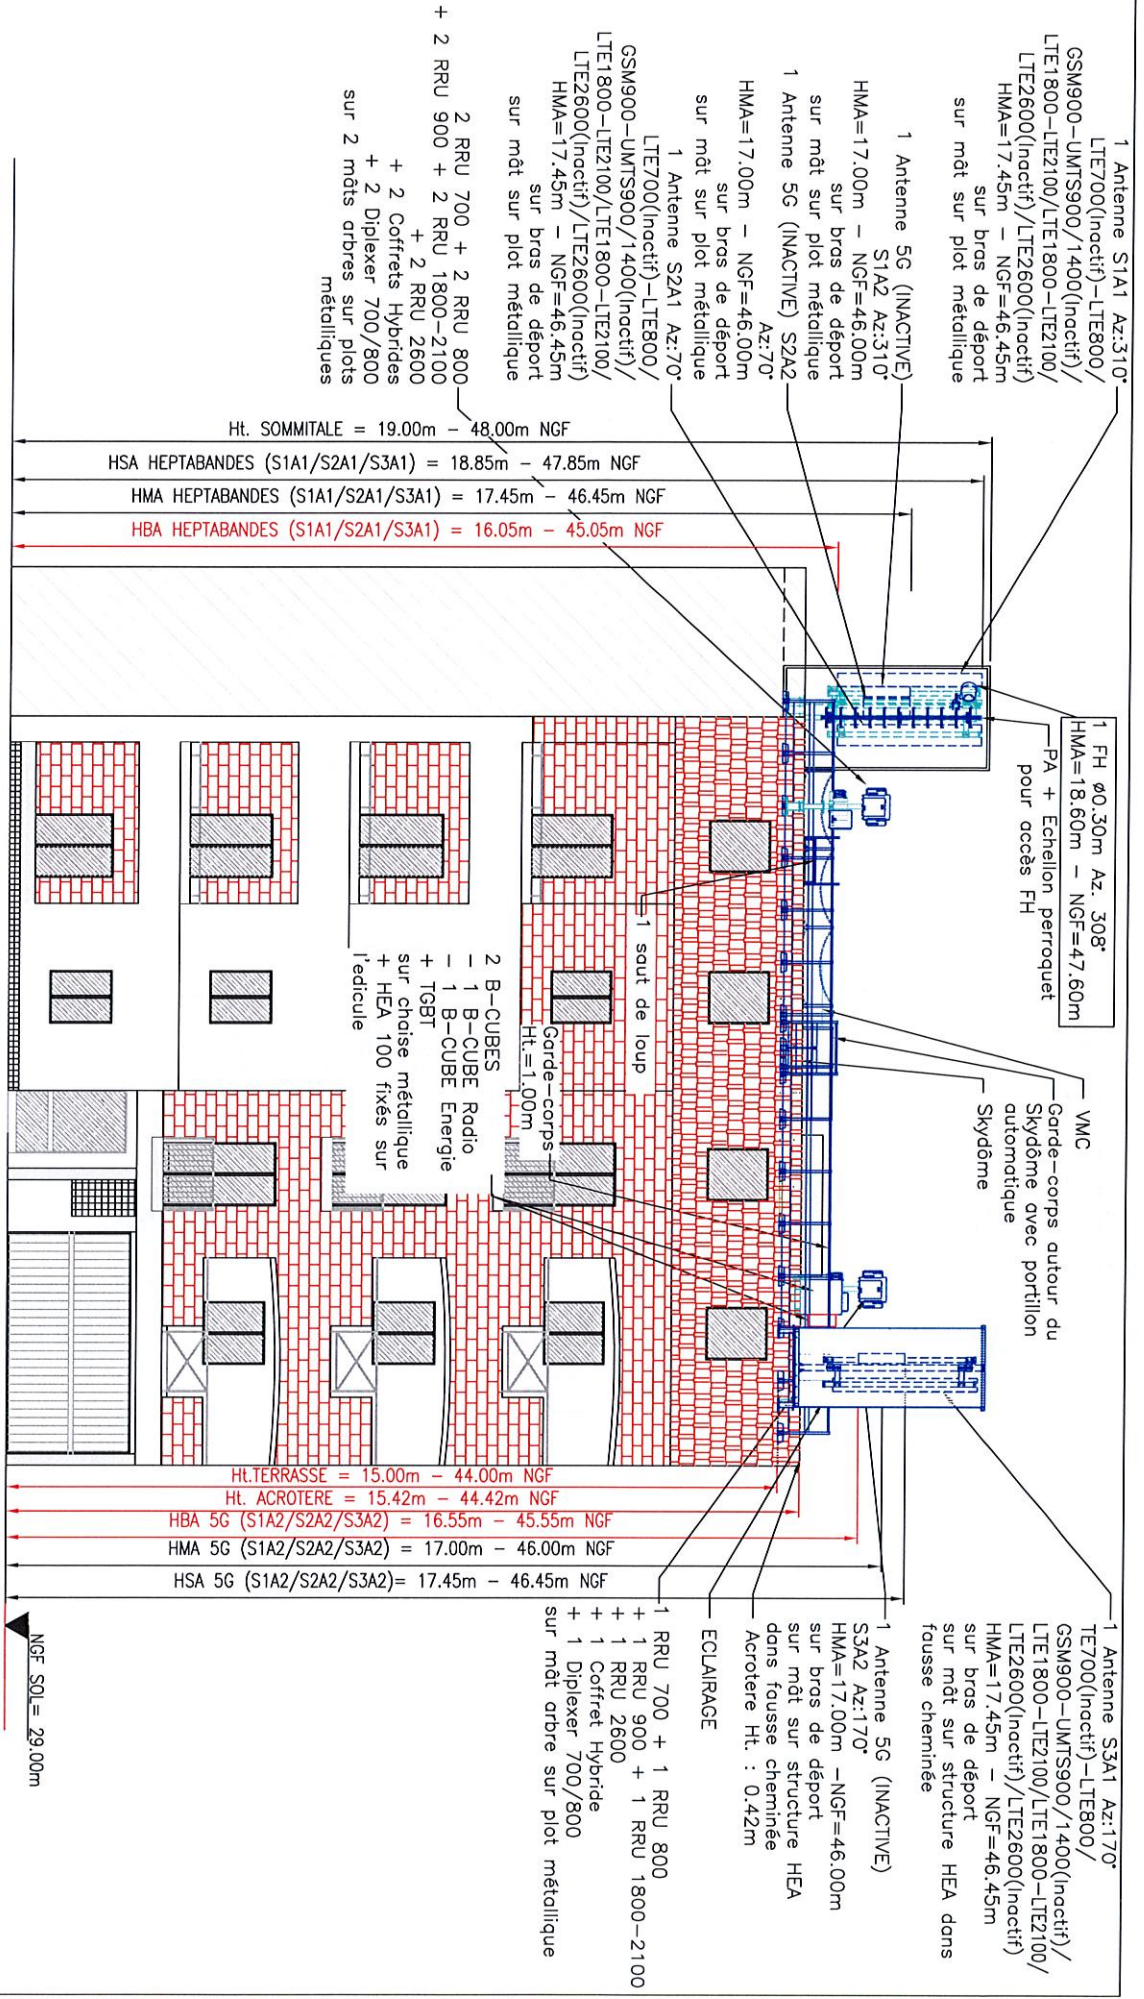 1 Antenne S1A1 Az:310°
LTE700(Inactif)-LTE800/
GSM900-UMTS900/1400(Inactif)/
LTE1800-LTE2100/LTE1800-LTE2100/
LTE2600(Inactif)/LTE2600(Inactif)
HMA=17.45m - NGF=46.45m
sur bras de déport
sur mât sur plot métallique
1 Antenne 5G (INACTIVE)
S1A2 Az:310°
HMA=17.00m - NGF=46.00m
sur bras de déport
sur mât sur plot métallique
1 Antenne 5G (INACTIVE) S2A2
Az:70°
HMA=17.00m - NGF=46.00m
sur bras de déport
sur mât sur plot métallique
1 Antenne S2A1 Az:70°
LTE700(Inactif)-LTE800/
GSM900-UMTS900/1400(Inactif)/
LTE1800-LTE2100/LTE1800-LTE2100/
LTE2600(Inactif)/LTE2600(Inactif)
HMA=17.45m - NGF=46.45m
sur bras de déport
sur mât sur plot métallique
2 RRU 700 + 2 RRU 800
+ 2 RRU 900 + 2 RRU 1800-2100
+ 2 RRU 2600
+ 2 Coffrets Hybrides
+ 2 Diplexer 700/800
sur 2 mâts arbres sur plots
métalliques
Ht. SOMMITALE = 19.00m - 48.00m NGF
HSA HEPTABANDES (S1A1/S2A1/S3A1) = 18.85m - 47.85m NGF
HMA HEPTABANDES (S1A1/S2A1/S3A1) = 17.45m - 46.45m NGF
HBA HEPTABANDES (S1A1/S2A1/S3A1) = 16.05m - 45.05m NGF
1 FH ø0.30m Az. 308°
HMA=18.60m - NGF=47.60m
PA + Echellon perroquet
pour accès FH
VMC
Garde-corps autour du
Skydôme avec portillon
automatique
Skydôme
1 saut de loup
Garde-corps
Ht.=1.00m
2 B-CUBES
- 1 B-CUBE Radio
- 1 B-CUBE Energie
+ TGBT
sur chaise métallique
+ HEA 100 fixés sur
l'edicule
Ht.TERRASSE = 15.00m - 44.00m NGF
Ht. ACROTERE = 15.42m - 44.42m NGF
HBA 5G (S1A2/S2A2/S3A2) = 16.55m - 45.55m NGF
HMA 5G (S1A2/S2A2/S3A2) = 17.00m - 46.00m NGF
HSA 5G (S1A2/S2A2/S3A2)= 17.45m - 46.45m NGF
1 Antenne S3A1 Az:170°
TE700(Inactif)-LTE800/
GSM900-UMTS900/1400(Inactif)/
LTE1800-LTE2100/LTE1800-LTE2100/
LTE2600(Inactif)/LTE2600(Inactif)
HMA=17.45m - NGF=46.45m
sur bras de déport
sur mât sur structure HEA dans
fausse cheminée
1 Antenne 5G (INACTIVE)
S3A2 Az:170°
HMA=17.00m -NGF=46.00m
sur bras de déport
sur mât sur structure HEA
dans fausse cheminée
Acrotere Ht. : 0.42m
ECLAIRAGE
1 RRU 700 + 1 RRU 800
+ 1 RRU 900 + 1 RRU 1800-2100
+ 1 RRU 2600
+ 1 Coffret Hybride
+ 1 Diplexer 700/800
sur mât arbre sur plot métallique
NGF SOL= 29.00m